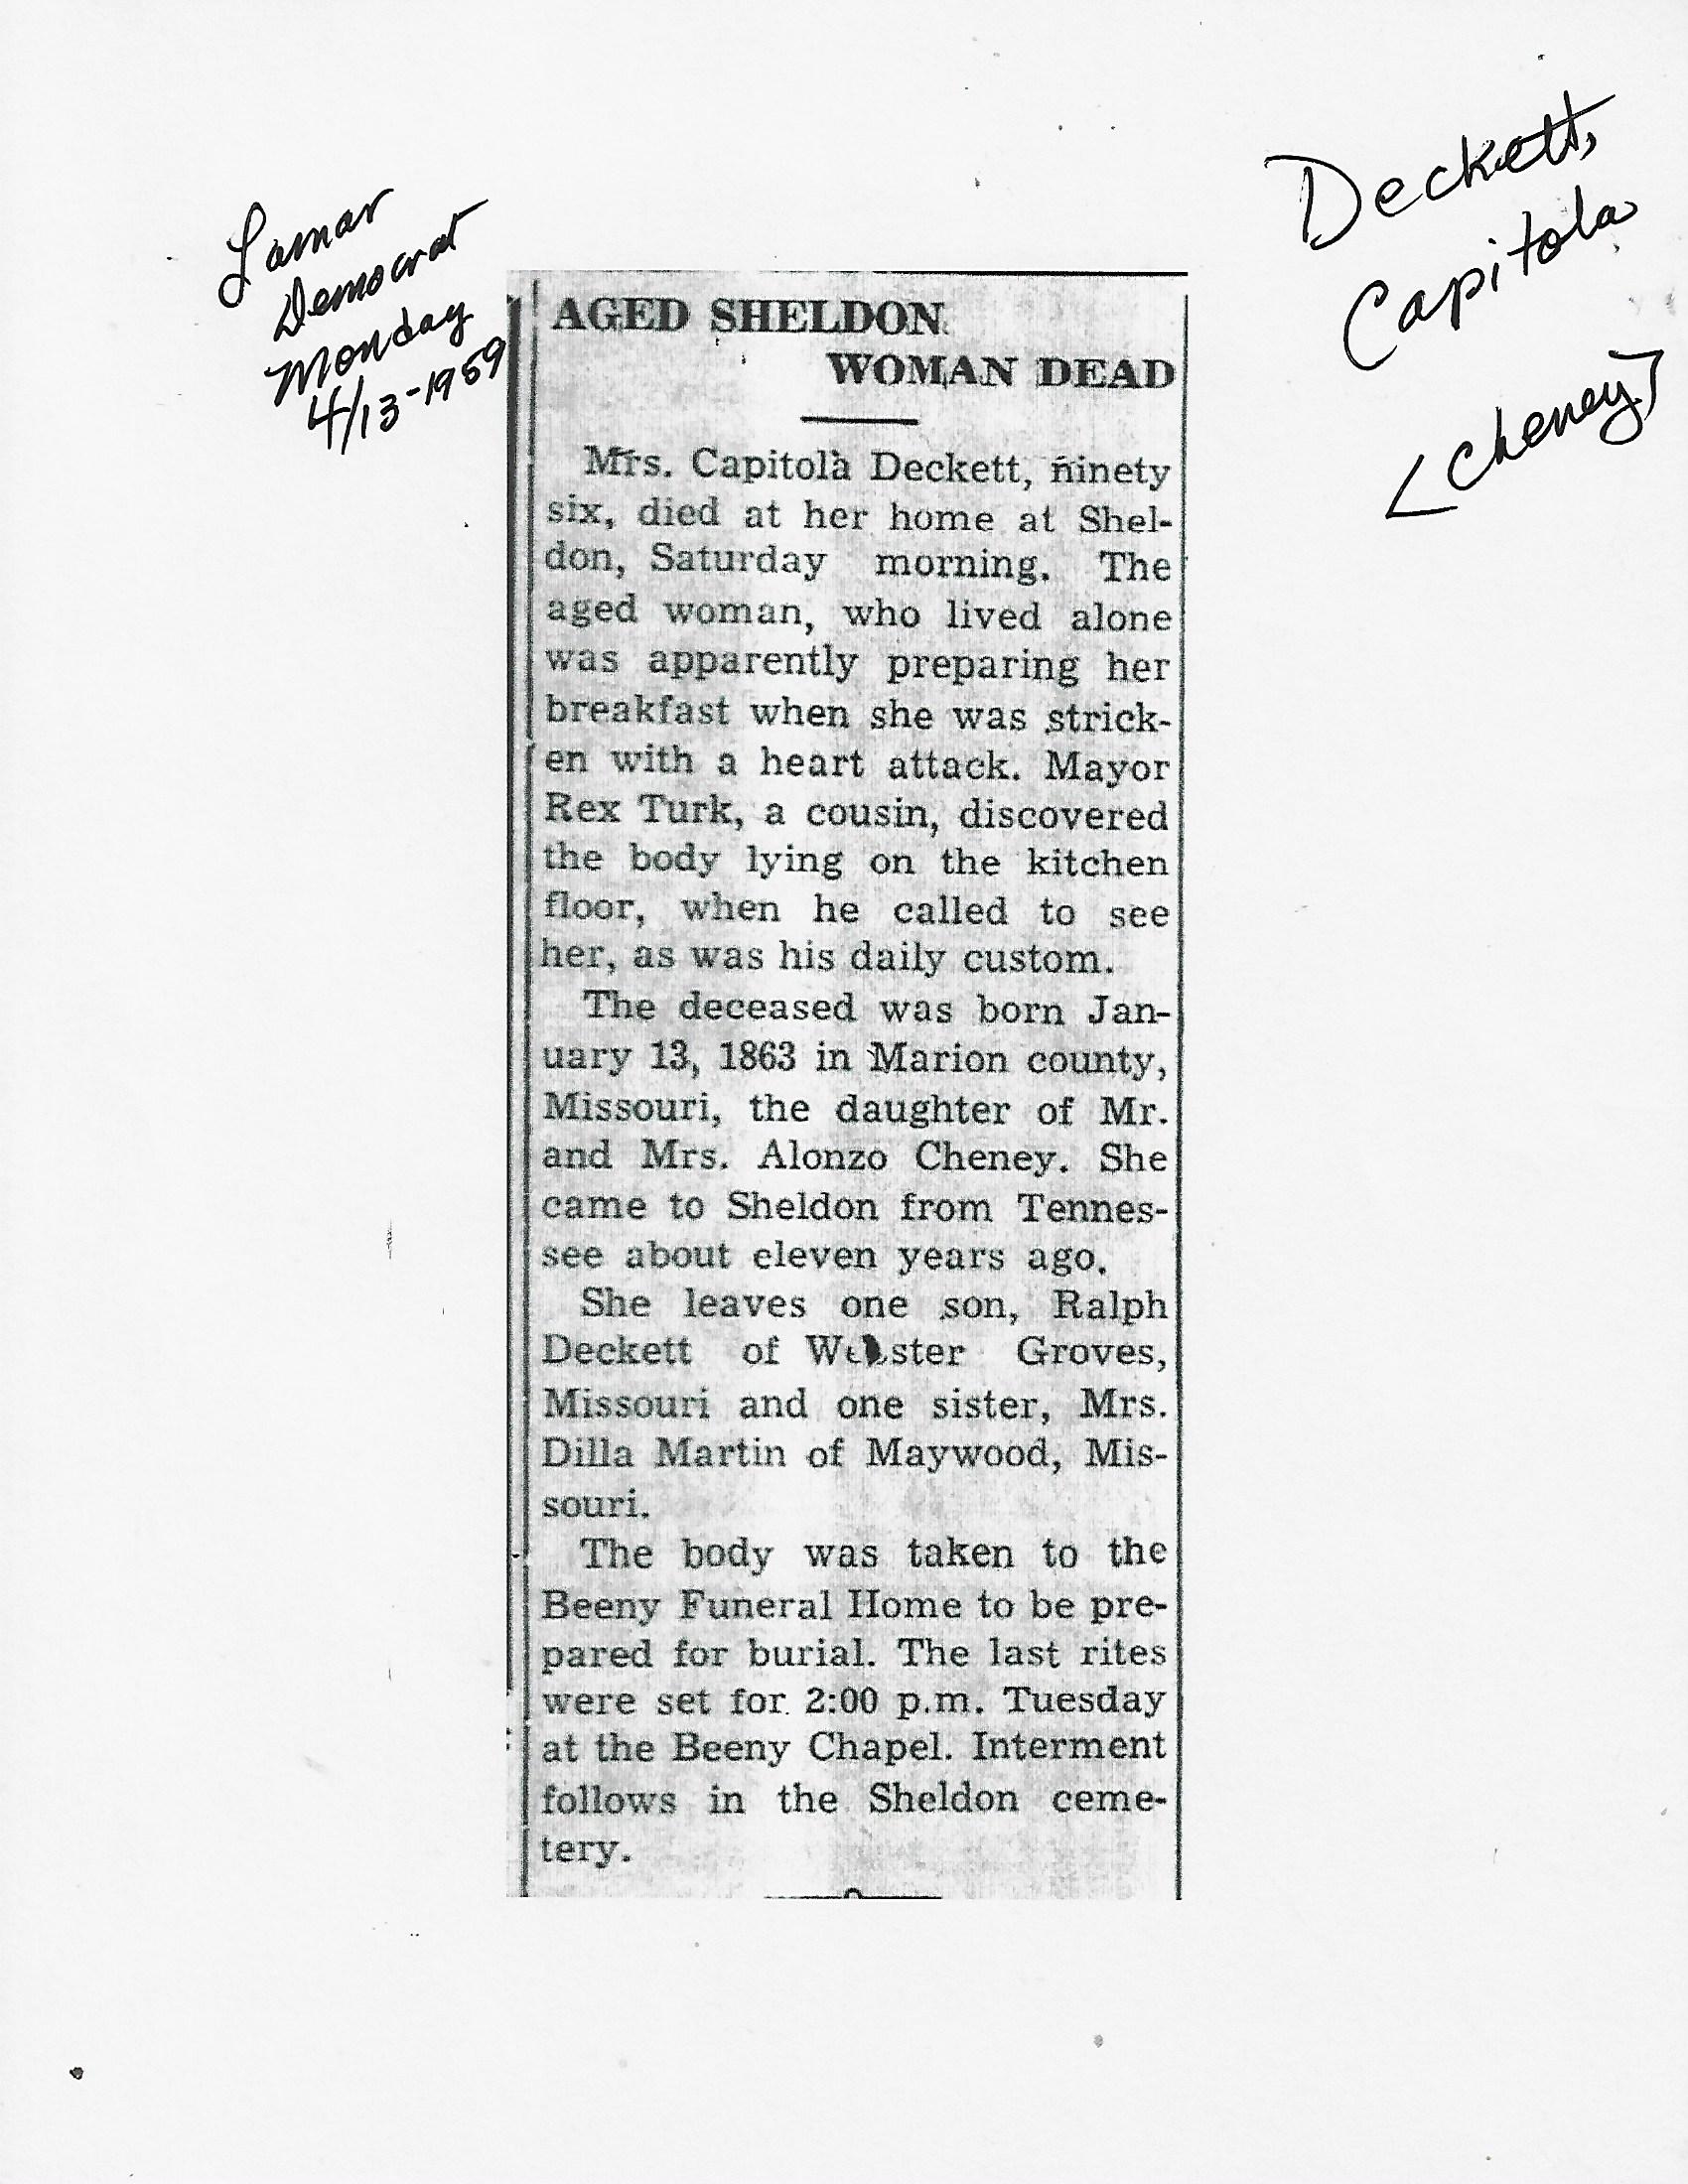 Lamar
Democrat
Monday
4/13-1959
Deckett,
Capitola
<Cheney]
AGED SHELDON
WOMAN DEAD
Mrs. Capitola Deckett, ninety
six, died at her home at Shel-
don, Saturday morning. The
aged woman, who lived alone
was apparently preparing her
breakfast when she was strick-
en with a heart attack. Mayor
Rex Turk, a cousin, discovered
the body lying on the kitchen
floor, when he called to see
her, as was his daily custom.
The deceased was born Jan-
uary 13, 1863 in Marion county,
Missouri, the daughter of Mr.
and Mrs. Alonzo Cheney. She
came to Sheldon from Tennes-
see about eleven years ago.
She leaves one son, Ralph
Deckett of Webster Groves,
Missouri and one sister, Mrs.
Dilla Martin of Maywood, Mis-
souri.
The body was taken to the
Beeny Funeral Home to be pre-
pared for burial. The last rites
were set for 2:00 p.m. Tuesday
at the Beeny Chapel. Interment
follows in the Sheldon ceme-
tery.